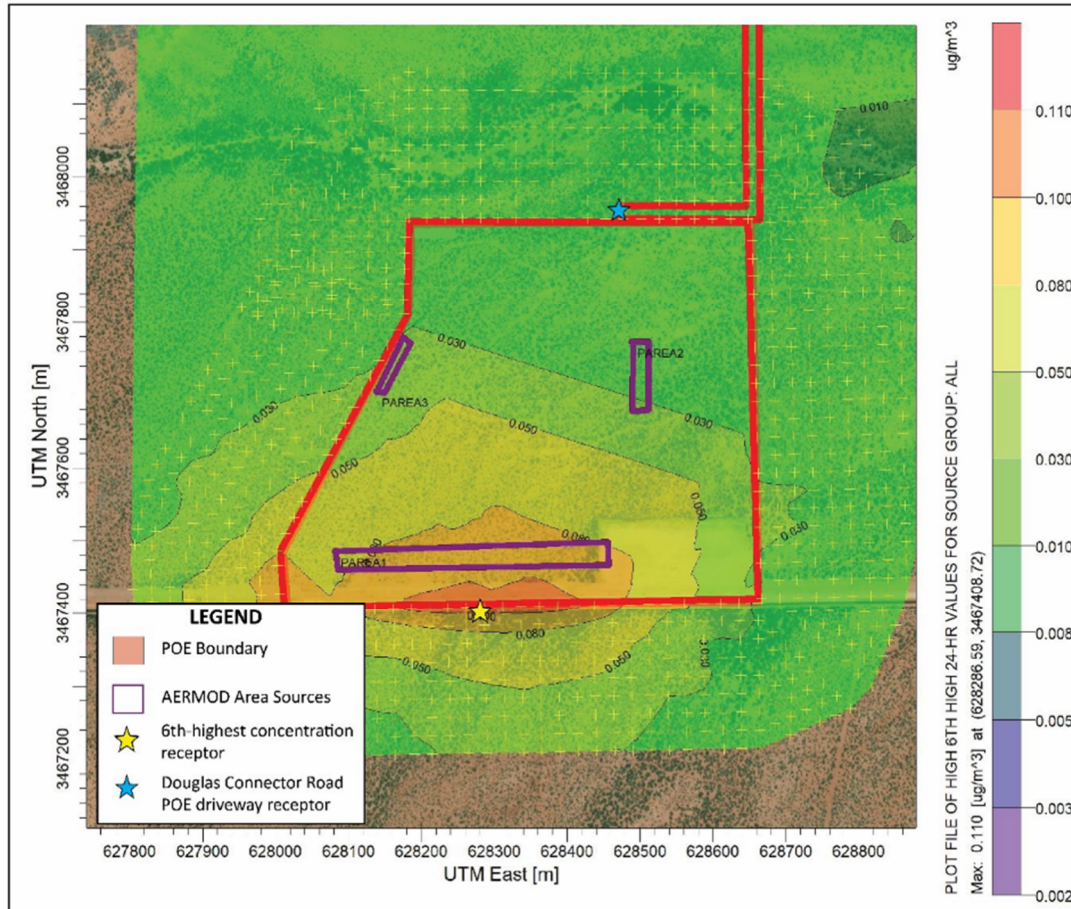 ug/m^3
PLOT FILE OF HIGH 6TH HIGH 24-HR VALUES FOR SOURCE GROUP: ALL
Max: 0.110 [ug/m^3] at (628286.59, 3467408.72)
0.110
0.100
0.080
0.050
0.030
0.010
0.008
0.005
0.003
0.002
UTM North [m]
3468000
3467800
3467600
3467400
3467200
0.010
0.030
PAREA2
PAREA3
0.030
0.030
0.050
0.050
0.050
0.030
0.080
PAREA1
0.080
0.050
0.050
0.030
LEGEND
POE Boundary
AERMOD Area Sources
6th-highest concentration
receptor
Douglas Connector Road
POE driveway receptor
627800 627900 628000 628100 628200 628300 628400 628500 628600 628700 628800
UTM East [m]